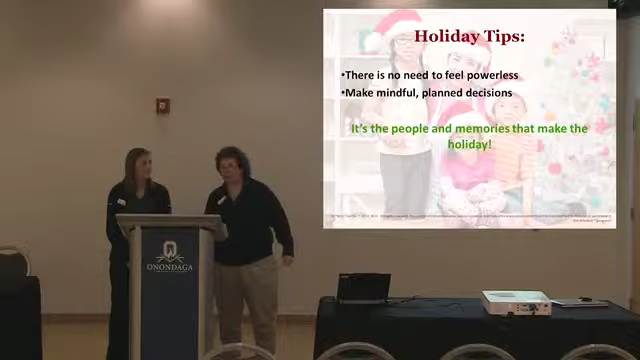 Holiday Tips:
•There is no need to feel powerless
•Make mindful, planned decisions
It's the people and memories that make the
holiday!
ONONDAGA